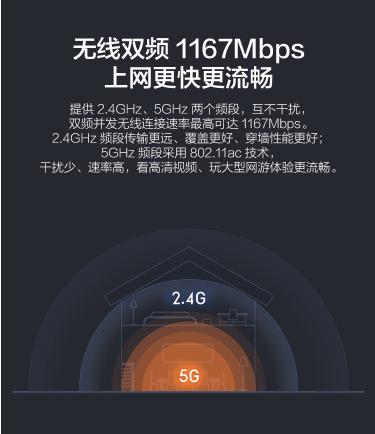 无线双频 1167Mbps
上网更快更流畅
提供 2.4GHz、5GHz 两个频段，互不干扰，
双频并发无线连接速率最高可达 1167Mbps。
2.4GHz 频段传输更远、覆盖更好、穿墙性能更好；
5GHz 频段采用 802.11ac 技术，
干扰少、速率高，看高清视频、玩大型网游体验更流畅。
2.4G
5G